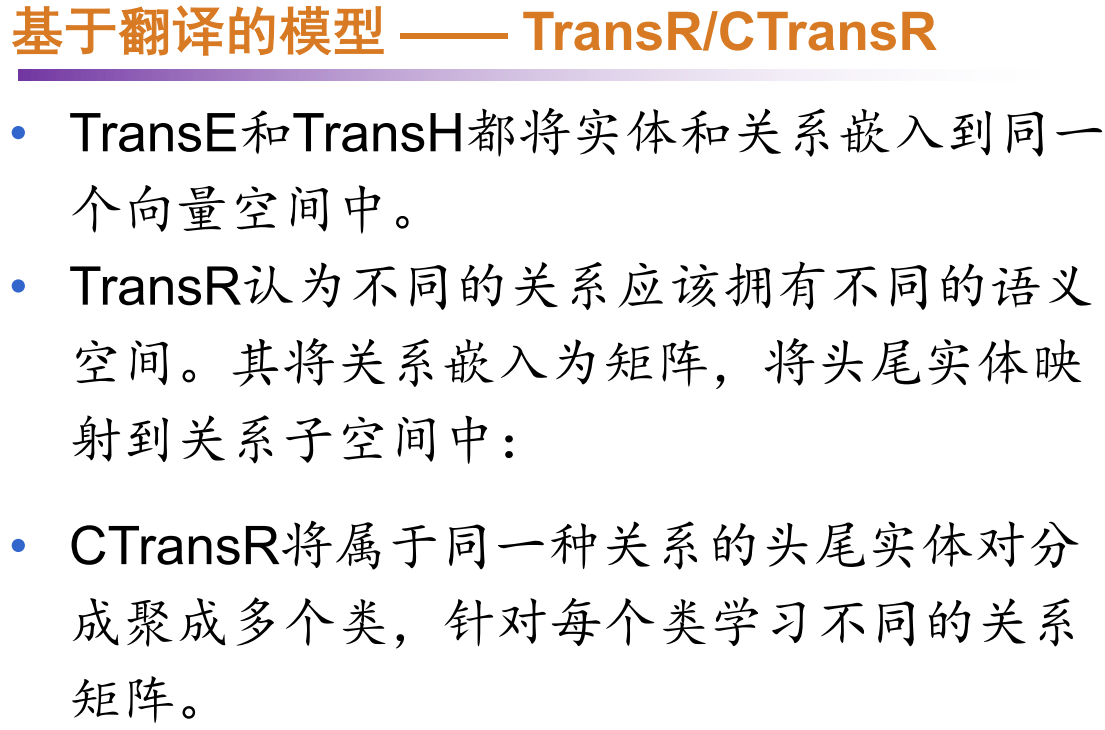 基于翻译的模型 —— TransR/CTransR
• TransE和TransH都将实体和关系嵌入到同一
个向量空间中。
• TransR认为不同的关系应该拥有不同的语义
空间。其将关系嵌入为矩阵，将头尾实体映
射到关系子空间中：
• CTransR将属于同一种关系的头尾实体对分
成聚成多个类，针对每个类学习不同的关系
矩阵。